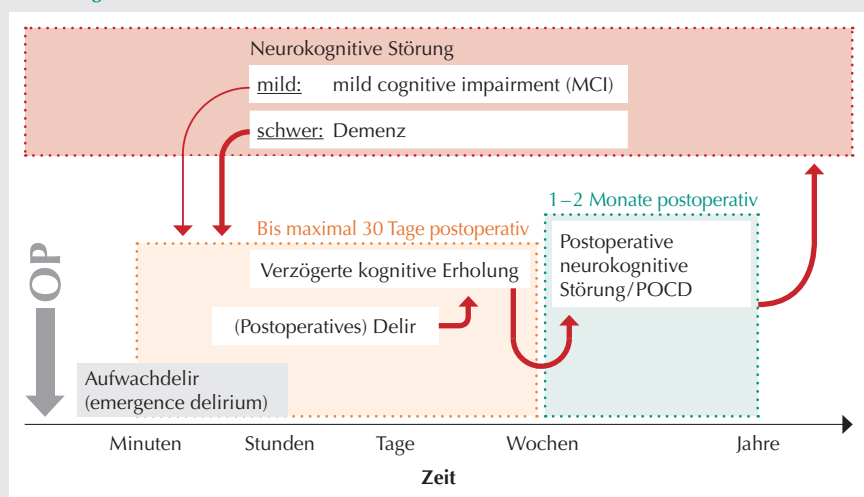 Neurokognitive Störung
mild: mild cognitive impairment (MCI)
schwer: Demenz
1–2 Monate postoperativ
Bis maximal 30 Tage postoperativ
Postoperative
neurokognitive
Störung/POCD
Verzögerte kognitive Erholung
OP
(Postoperatives) Delir
Aufwachdelir
(emergence delirium)
Minuten Stunden Tage Wochen Jahre
Zeit